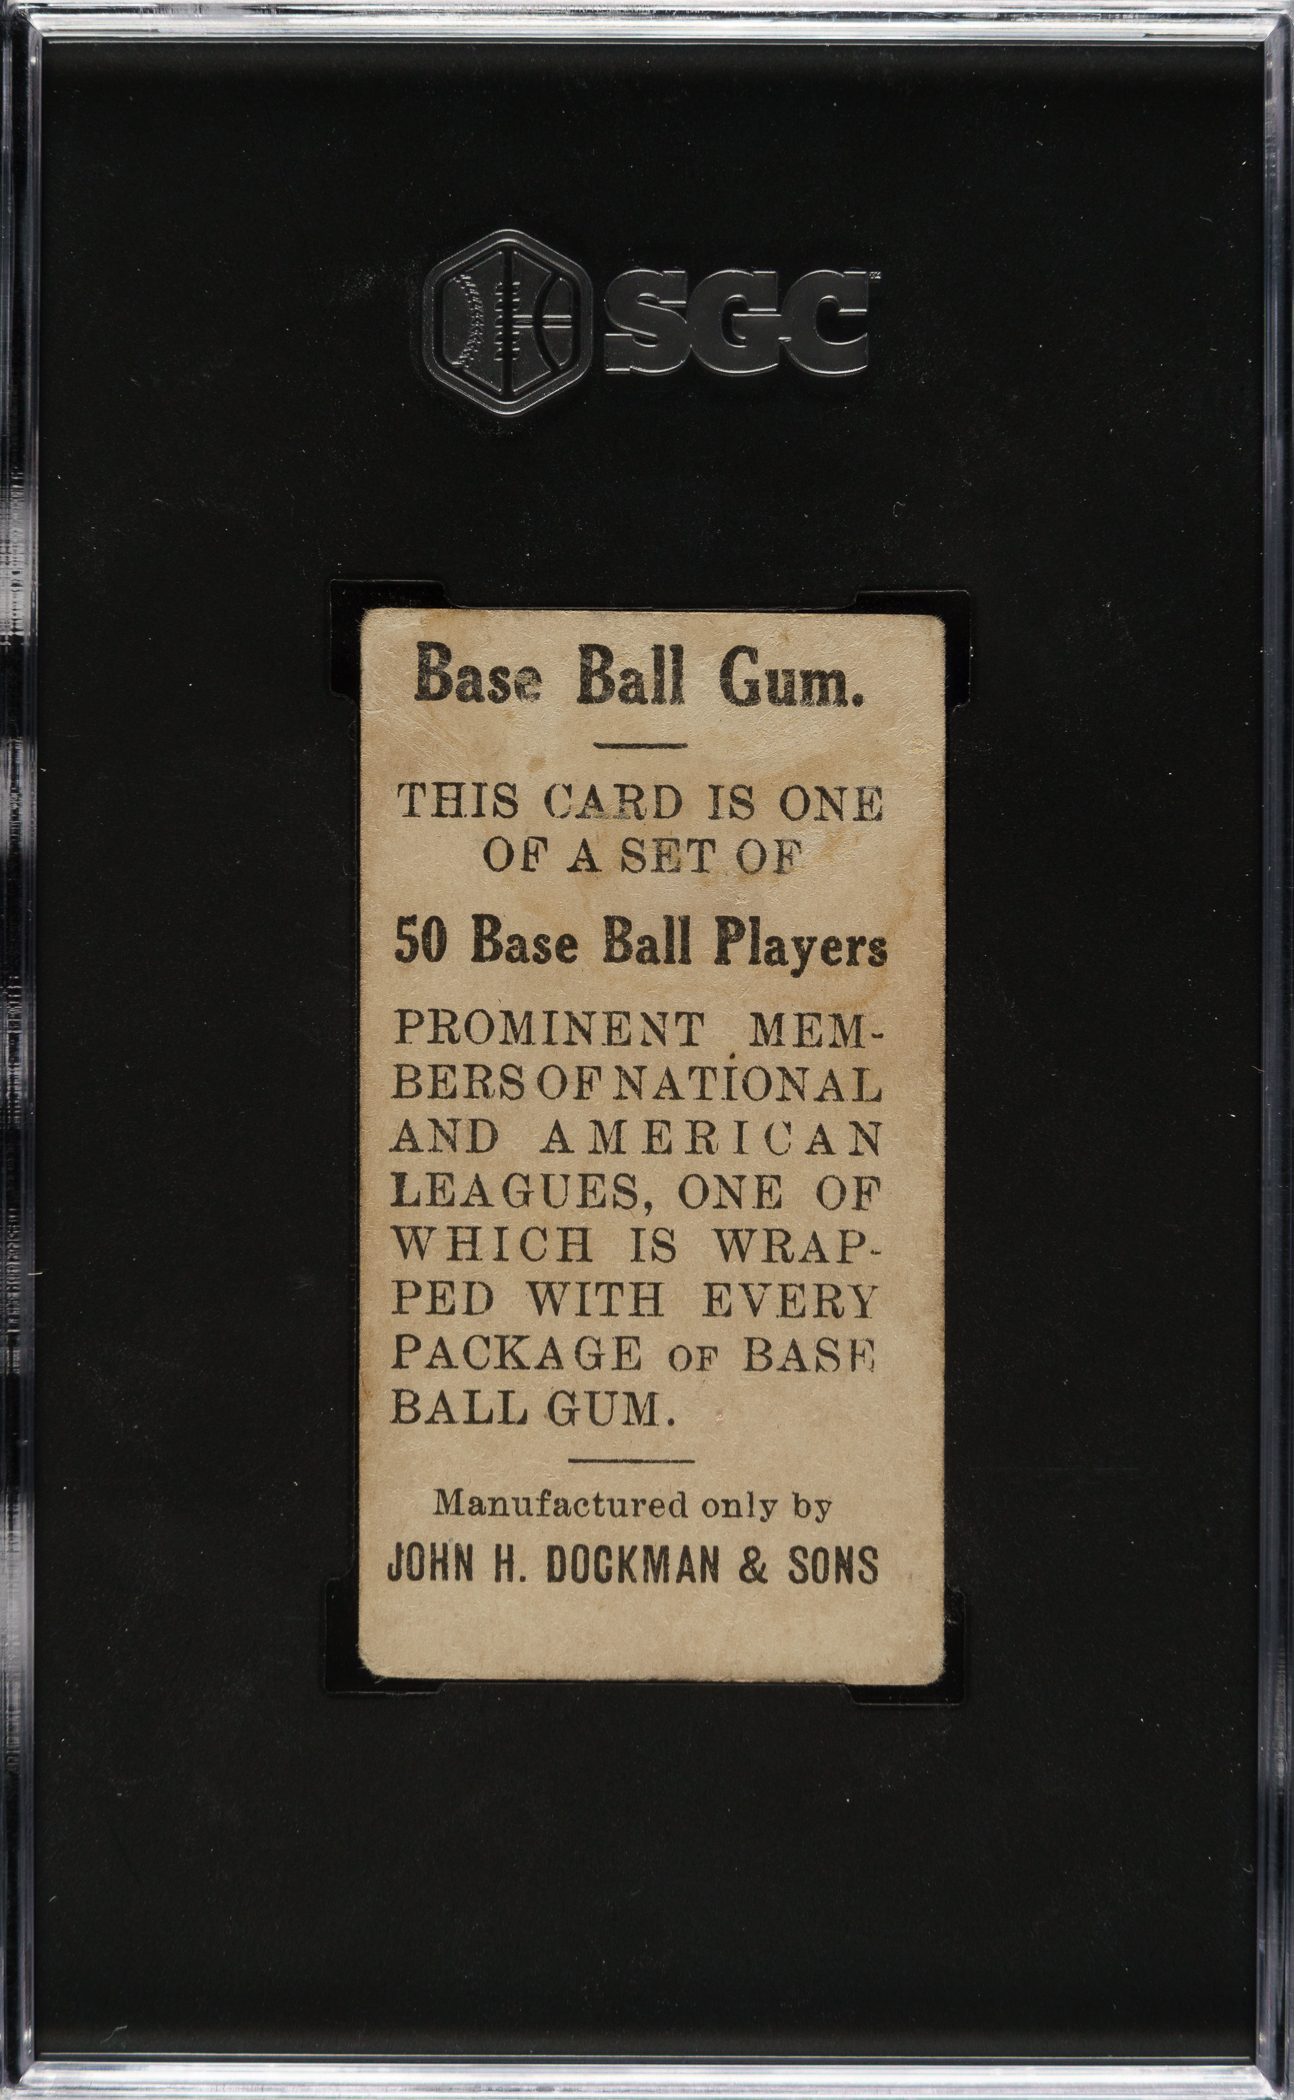 SGC
Base Ball Gum.
THIS CARD IS ONE
OF A SET OF
50 Base Ball Players
PROMINENT MEM-
BERS OF NATIONAL
AND AMERICAN
LEAGUES, ONE OF
WHICH IS WRAP-
PED WITH EVERY
PACKAGE OF BASE
BALL GUM.
Manufactured only by
JOHN H. DOCKMAN & SONS